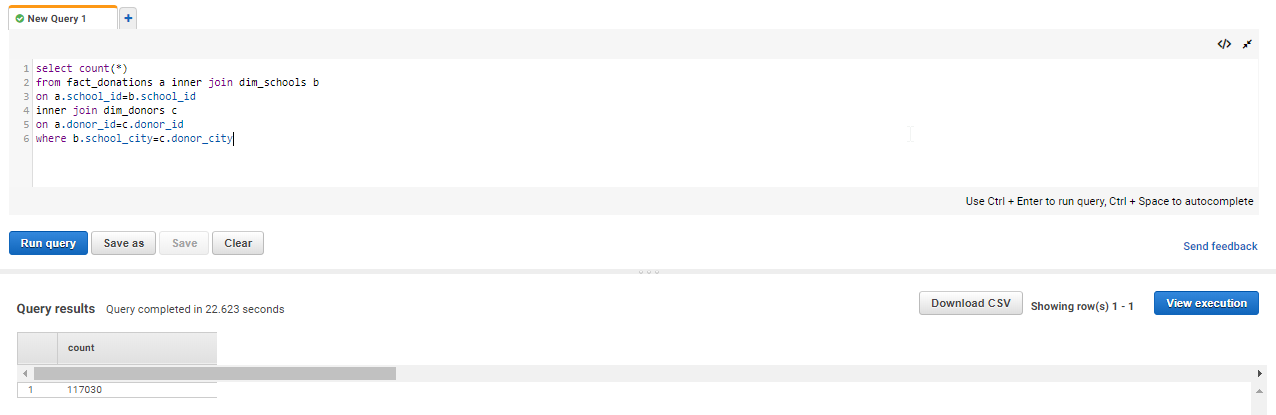 New Query 1
+
</>
1 select count(*)
2 from fact_donations a inner join dim_schools b
3 on a.school_id=b.school_id
4 inner join dim_donors c
5 on a.donor_id=c.donor_id
6 where b.school_city=c.donor_city
Use Ctrl + Enter to run query, Ctrl + Space to autocomplete
Run query Save as Save Clear
Send feedback
Query results Query completed in 22.623 seconds
Download CSV Showing row(s) 1 - 1 View execution
count
1 117030